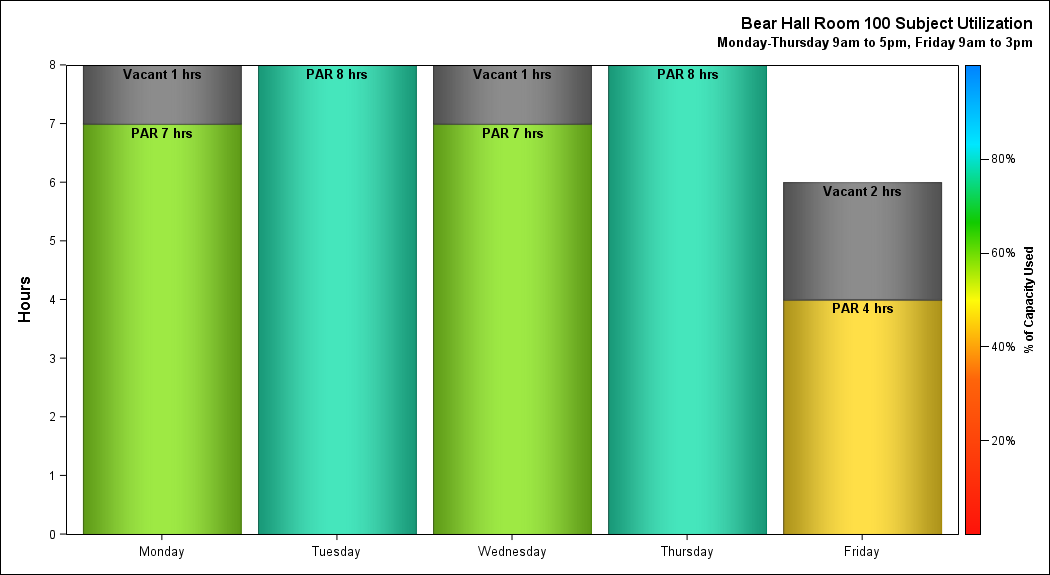 Bear Hall Room 100 Subject Utilization
Monday-Thursday 9am to 5pm, Friday 9am to 3pm
8
7
6
5
4
3
2
1
0
Hours
Vacant 1 hrs
PAR 7 hrs
PAR 8 hrs
Vacant 1 hrs
PAR 7 hrs
PAR 8 hrs
Vacant 2 hrs
PAR 4 hrs
Monday
Tuesday
Wednesday
Thursday
Friday
80%
60%
40%
20%
% of Capacity Used